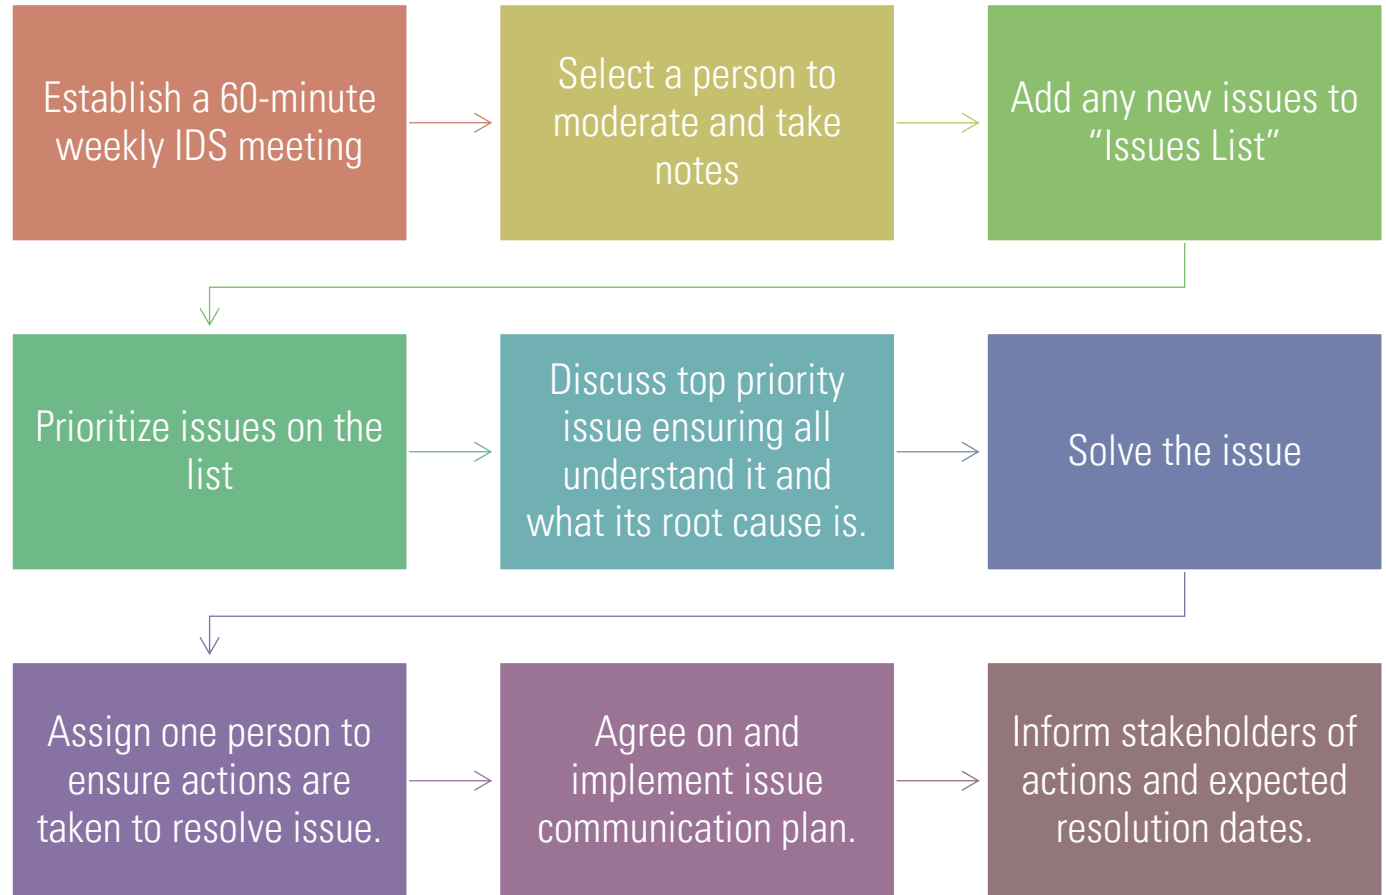 Establish a 60-minute
weekly IDS meeting
Select a person to
moderate and take
notes
Add any new issues to
“Issues List”
Prioritize issues on the
list
Discuss top priority
issue ensuring all
understand it and
what its root cause is.
Solve the issue
Assign one person to
ensure actions are
taken to resolve issue.
Agree on and
implement issue
communication plan.
Inform stakeholders of
actions and expected
resolution dates.